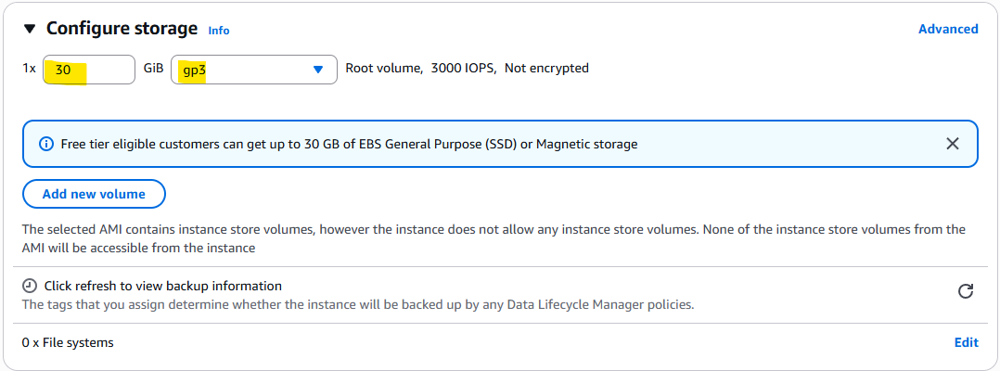 Configure storage Info Advanced
1x 30 GiB gp3 Root volume, 3000 IOPS, Not encrypted
Free tier eligible customers can get up to 30 GB of EBS General Purpose (SSD) or Magnetic storage
Add new volume
The selected AMI contains instance store volumes, however the instance does not allow any instance store volumes. None of the instance store volumes from the
AMI will be accessible from the instance
Click refresh to view backup information
The tags that you assign determine whether the instance will be backed up by any Data Lifecycle Manager policies.
0 x File systems Edit